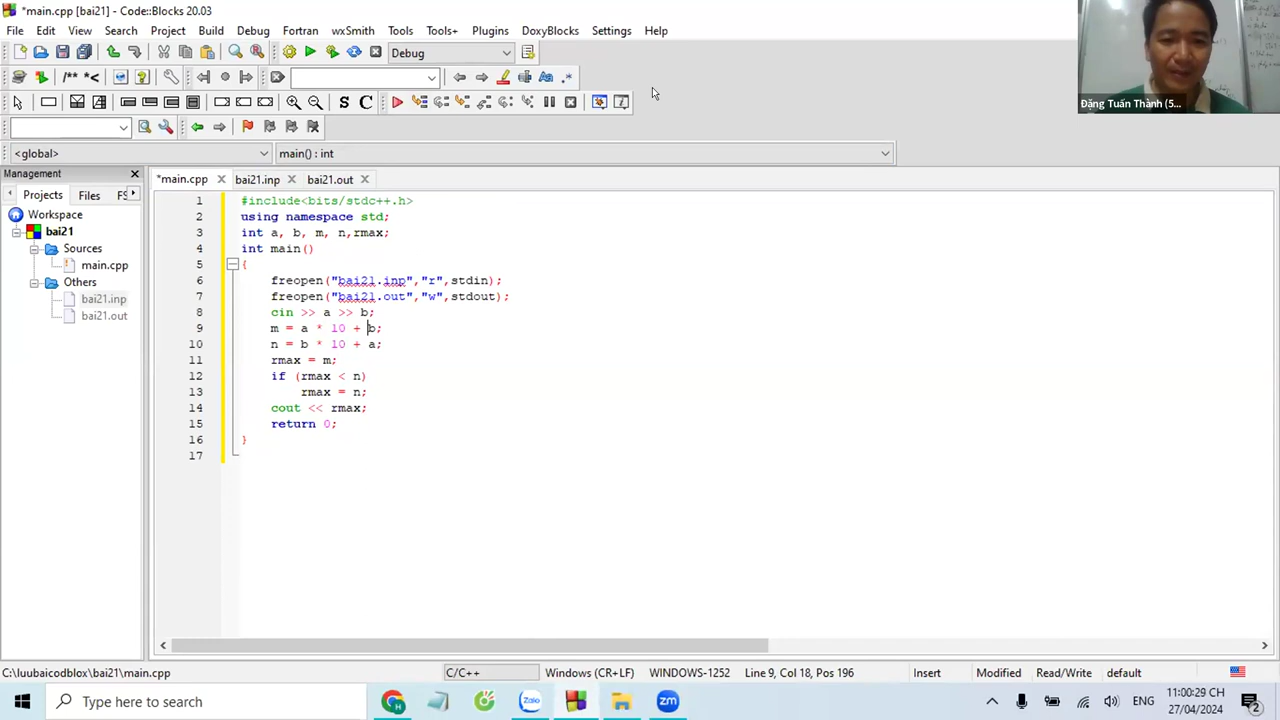 *main.cpp [bai21] - Code::Blocks 20.03
File Edit View Search Project Build Debug Fortran wxSmith Tools Tools+ Plugins DoxyBlocks Settings Help
Debug
/** *<
S C
<global>
main() : int
Management
Projects Files FS
Workspace
bai21
Sources
main.cpp
Others
bai21.inp
bai21.out
*main.cpp bai21.inp bai21.out
1 #include<bits/stdc++.h>
2 using namespace std;
3 int a, b, m, n,rmax;
4 int main()
5 {
6 freopen("bai21.inp","r",stdin);
7 freopen("bai21.out","w",stdout);
8 cin >> a >> b;
9 m = a * 10 + b;
10 n = b * 10 + a;
11 rmax = m;
12 if (rmax < n)
13 rmax = n;
14 cout << rmax;
15 return 0;
16 }
17
Đặng Tuấn Thành (5...
C:\luubaicodblox\bai21\main.cpp C/C++ Windows (CR+LF) WINDOWS-1252 Line 9, Col 18, Pos 196 Insert Modified Read/Write default
Type here to search
Zalo
zm
ENG
11:00:29 CH
27/04/2024
2